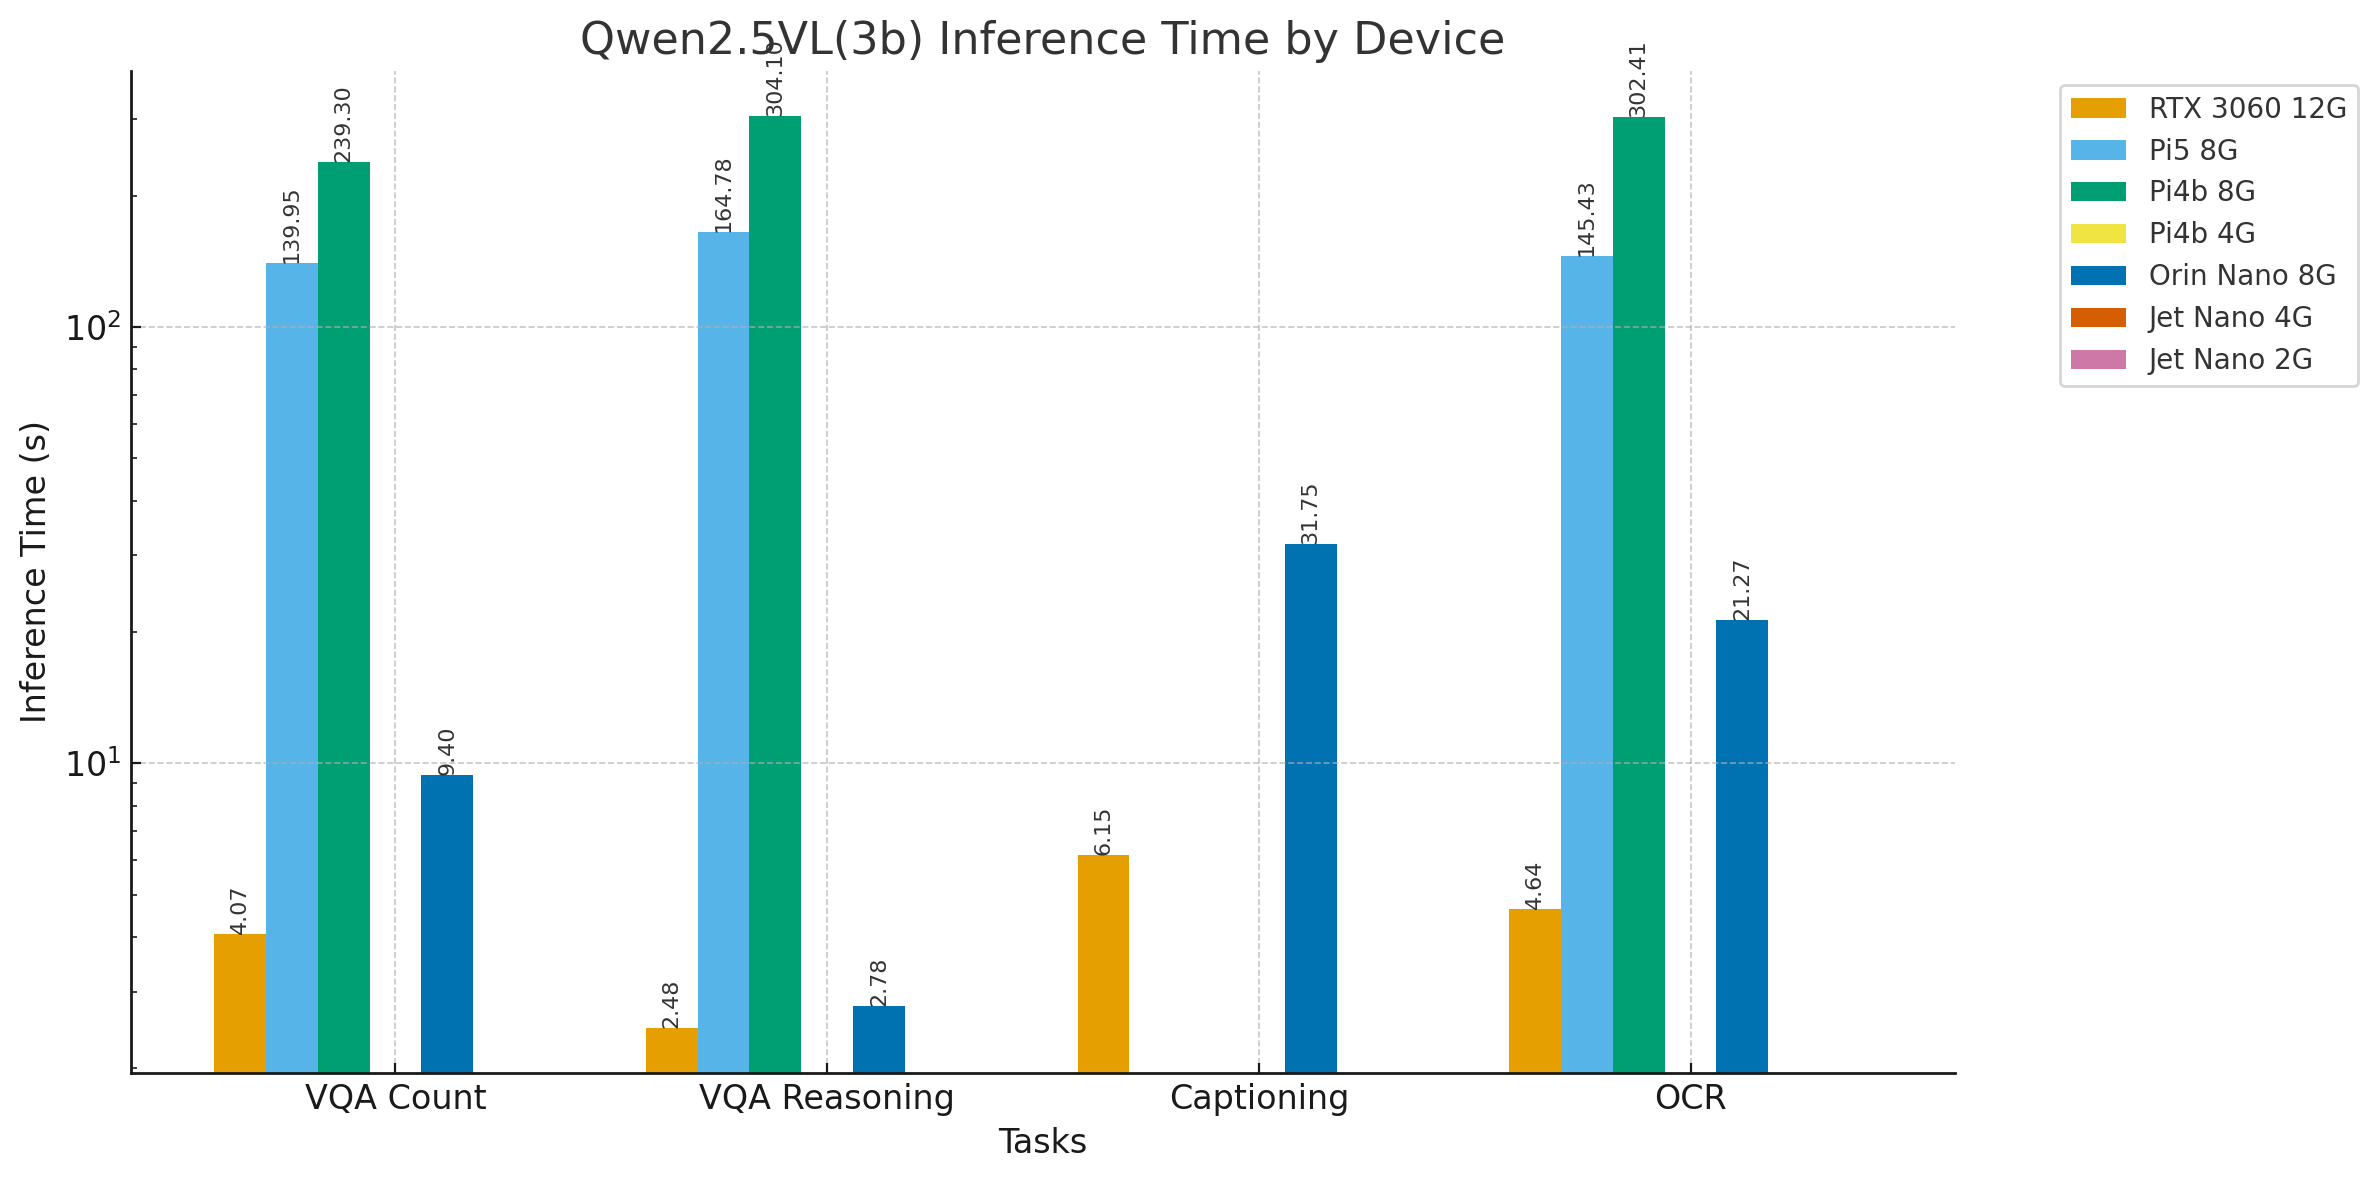 Qwen2.5VL(3b) Inference Time by Device
Inference Time (s)
10²
10¹
4.07
139.95
239.30
9.40
2.48
164.78
304.10
2.78
6.15
31.75
4.64
145.43
302.41
21.27
VQA Count
VQA Reasoning
Captioning
OCR
Tasks
RTX 3060 12G
Pi5 8G
Pi4b 8G
Pi4b 4G
Orin Nano 8G
Jet Nano 4G
Jet Nano 2G